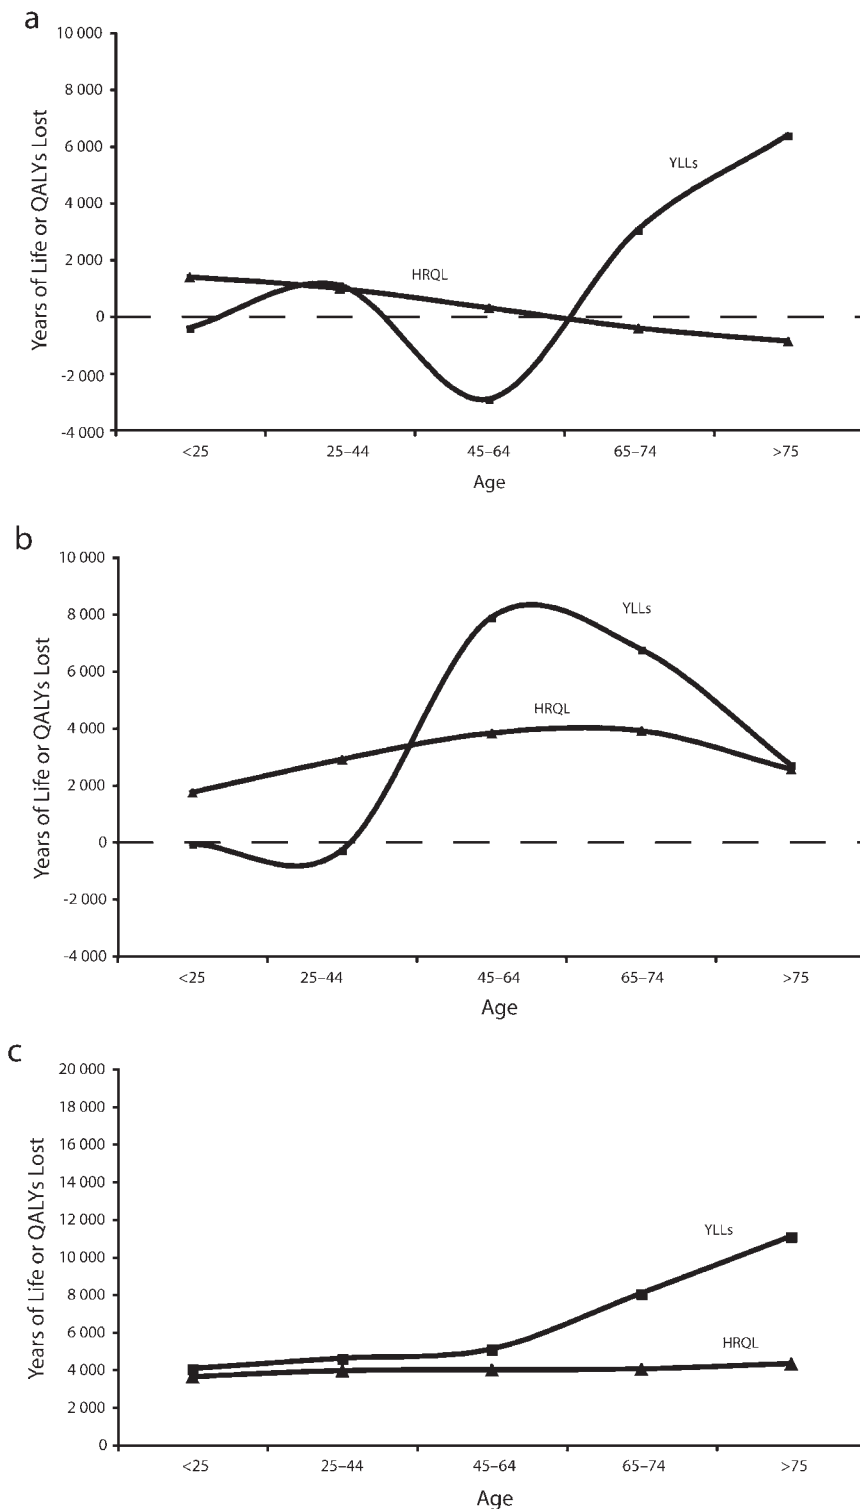 a
Years of Life or QALYs Lost
10 000
8 000
6 000
4 000
2 000
0
-2 000
-4 000
YLLs
HRQL
<25 25–44 45–64 65–74 >75
Age
b
Years of Life or QALYs Lost
10 000
8 000
6 000
4 000
2 000
0
-2 000
-4 000
YLLs
HRQL
<25 25–44 45–64 65–74 >75
Age
c
Years of Life or QALYs Lost
20 000
18 000
16 000
14 000
12 000
10 000
8 000
6 000
4 000
2 000
0
YLLs
HRQL
<25 25–44 45–64 65–74 >75
Age